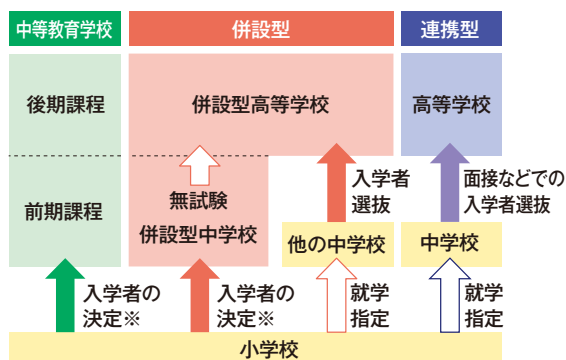 中等教育学校
併設型
連携型
後期課程
併設型高等学校
高等学校
前期課程
無試験
併設型中学校
入学者
選抜
面接などでの
入学者選抜
他の中学校
中学校
入学者の
決定※
入学者の
決定※
就学
指定
就学
指定
小学校